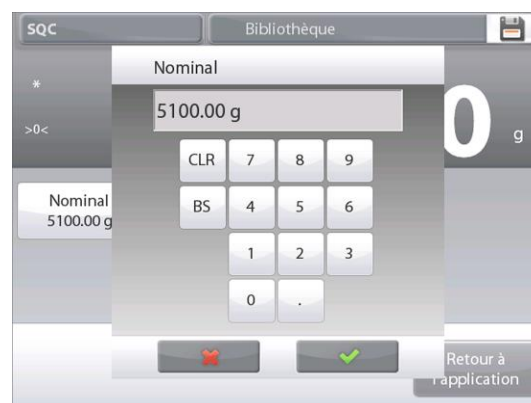 SQC
Bibliothèque
Nominal
5100.00 g
*
>0<
0 g
Nominal
5100.00 g
CLR 7 8 9
BS 4 5 6
1 2 3
0 .
Retour à
l'application